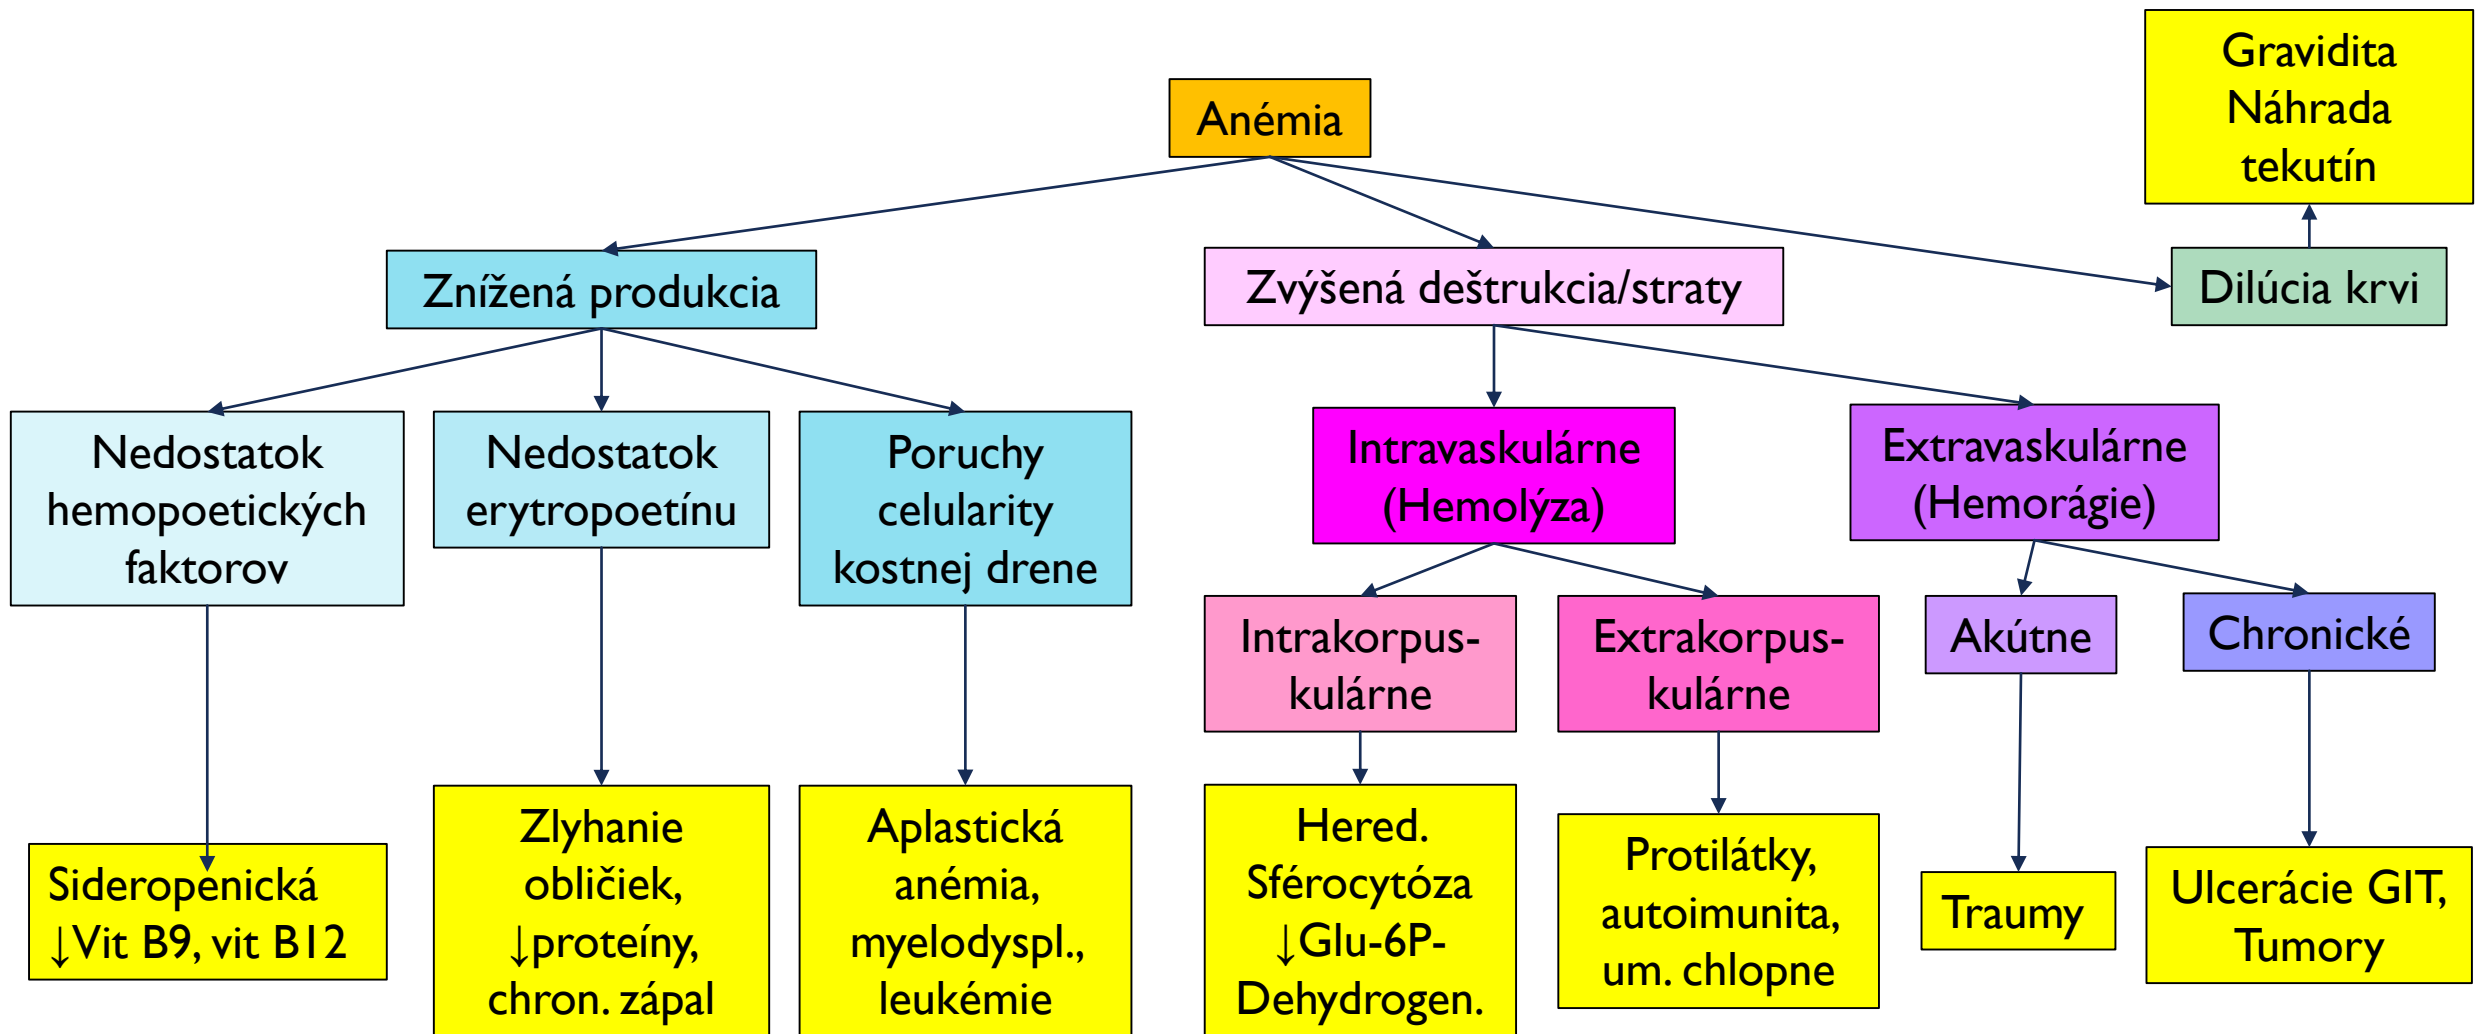 Gravidita
Náhrada
tekutín
Anémia
Znížená produkcia
Zvýšená deštrukcia/straty
Dilúcia krvi
Nedostatok
hemopoetických
faktorov
Nedostatok
erytropoetínu
Poruchy
celularity
kostnej drene
Intravaskulárne
(Hemolýza)
Extravaskulárne
(Hemorágie)
Intrakorpus-
kulárne
Extrakorpus-
kulárne
Akútne
Chronické
Sideropenická
↓Vit B9, vit B12
Zlyhanie
obličiek,
↓proteíny,
chron. zápal
Aplastická
anémia,
myelodyspl.,
leukémie
Hered.
Sférocytóza
↓Glu-6P-
Dehydrogen.
Protilátky,
autoimunita,
um. chlopne
Traumy
Ulcerácie GIT,
Tumory